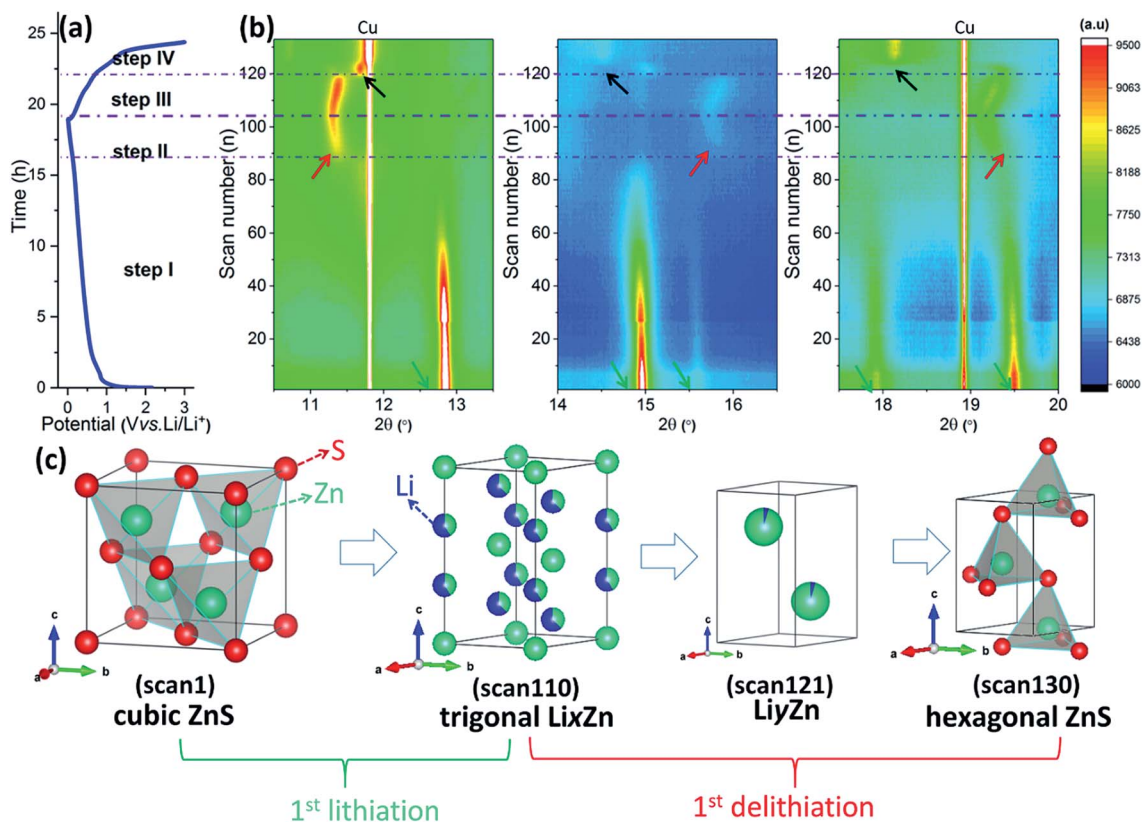 (a)
25
20
15
10
5
0
Time (h)
step IV
step III
step II
step I
0 1 2 3
Potential (V vs. Li/Li⁺)
(b)
Cu
Scan number (n)
120
100
80
60
40
20
11 12 13
2θ (°)
Scan number (n)
120
100
80
60
40
20
14 15 16
2θ (°)
Cu
Scan number (n)
120
100
80
60
40
20
18 19 20
2θ (°)
(a.u)
9500
9063
8625
8188
7750
7313
6875
6438
6000
(c)
S
Zn
Li
c
a b
c
a b
c
a b
c
a b
(scan1)
cubic ZnS
(scan110)
trigonal LixZn
(scan121)
LiyZn
(scan130)
hexagonal ZnS
1st lithiation
1st delithiation